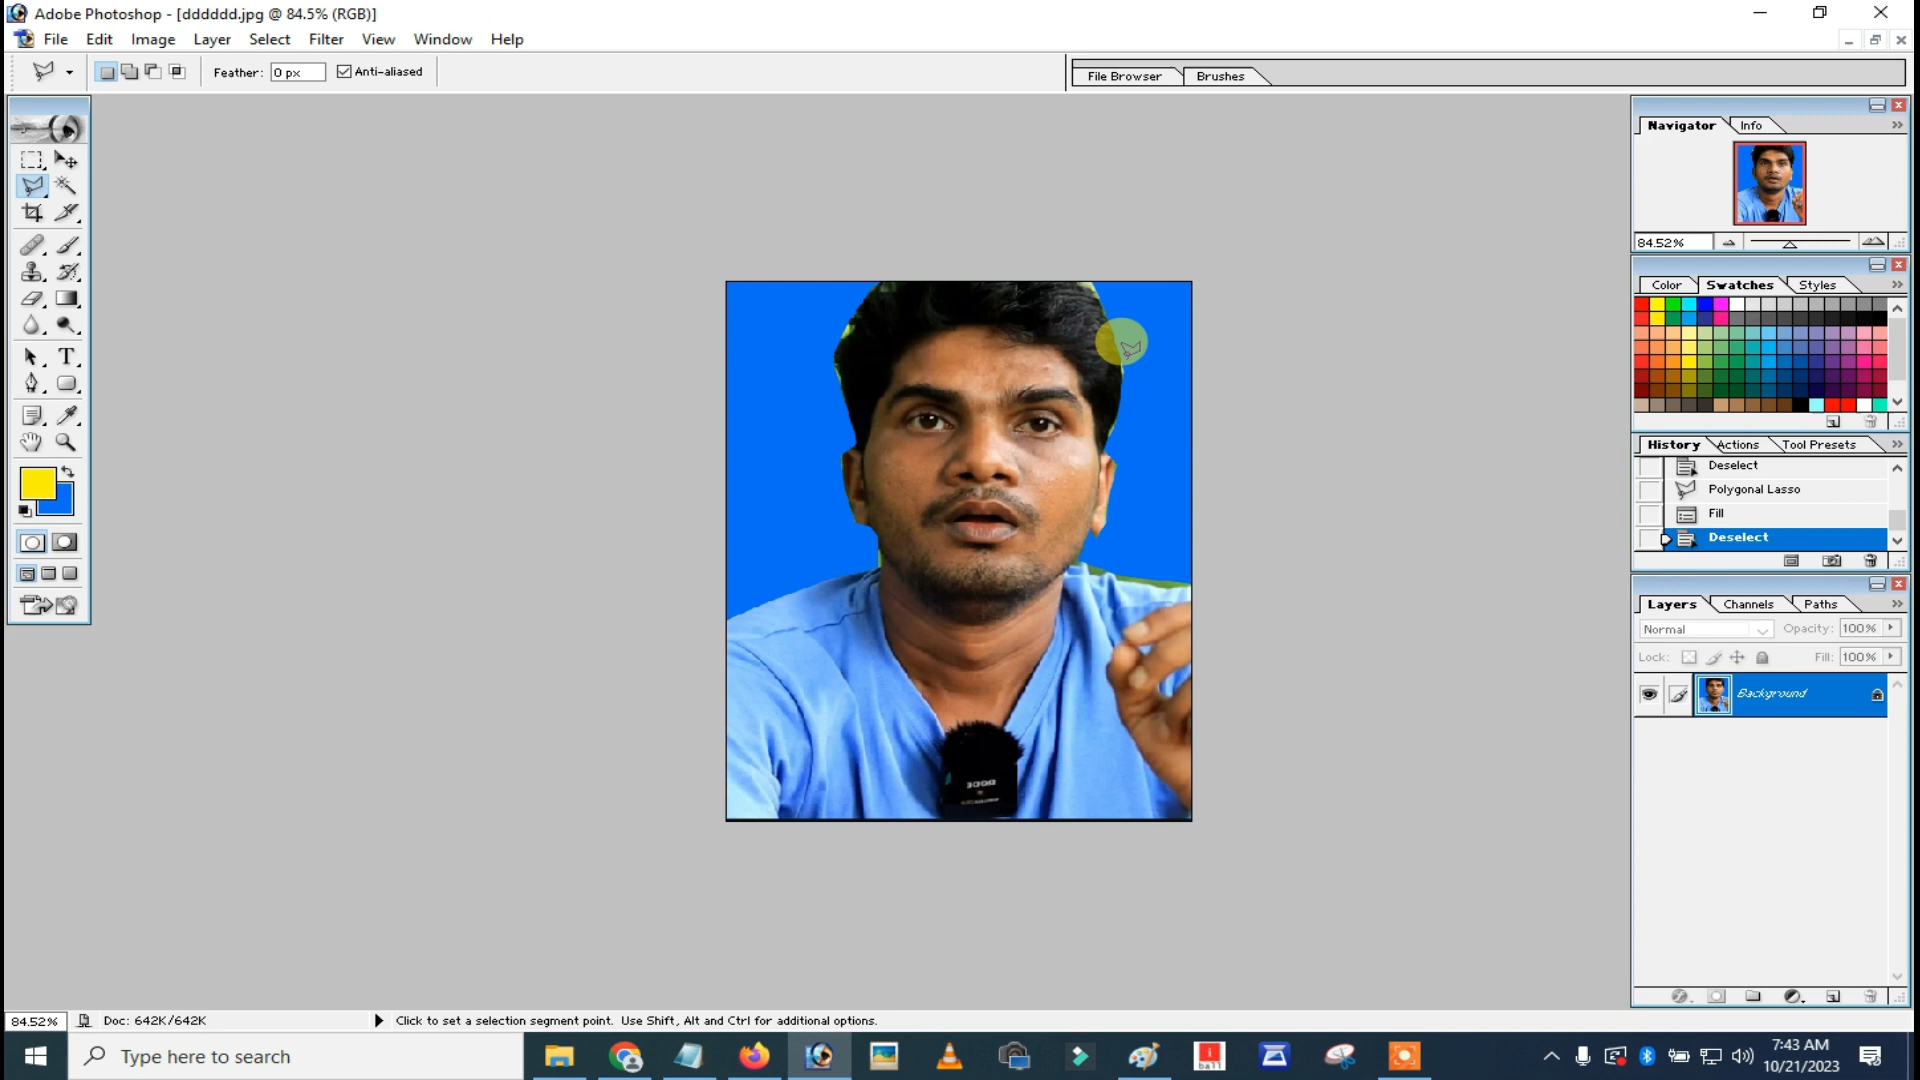 Adobe Photoshop - [dddddd.jpg @ 84.5% (RGB)]
File Edit Image Layer Select Filter View Window Help
Feather: 0 px Anti-aliased
File Browser Brushes
Navigator Info
84.52%
Color Swatches Styles
History Actions Tool Presets
Deselect
Polygonal Lasso
Fill
Deselect
Layers Channels Paths
Normal Opacity: 100%
Lock: Fill: 100%
Background
84.52% Doc: 642K/642K Click to set a selection segment point. Use Shift, Alt and Ctrl for additional options.
Type here to search
i
ball
7:43 AM
10/21/2023